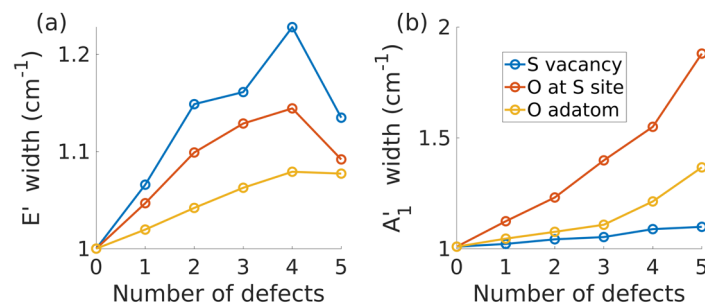 (a)
E' width (cm⁻¹)
1.2
1.1
1
0 1 2 3 4 5
Number of defects
(b)
A'₁ width (cm⁻¹)
2
1.5
1
S vacancy
O at S site
O adatom
0 1 2 3 4 5
Number of defects